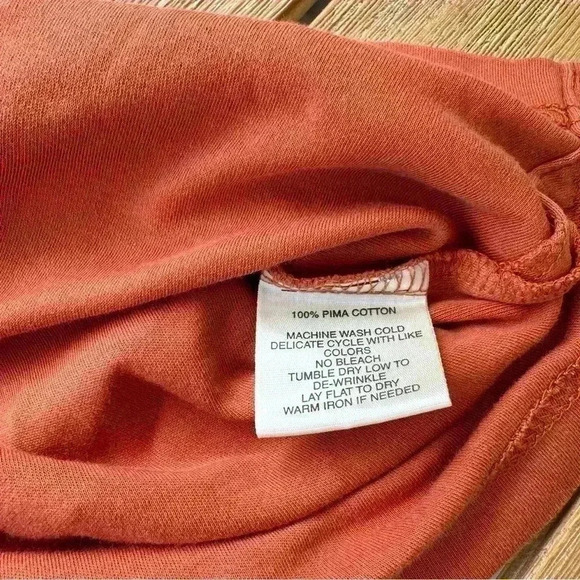 100% PIMA COTTON
MACHINE WASH COLD
DELICATE CYCLE WITH LIKE
COLORS
NO BLEACH
TUMBLE DRY LOW TO
DE-WRINKLE
LAY FLAT TO DRY
WARM IRON IF NEEDED